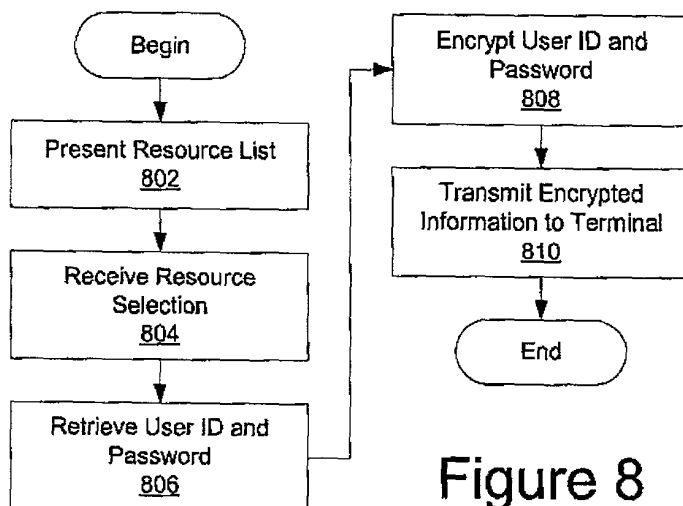 Begin
Present Resource List
802
Receive Resource
Selection
804
Retrieve User ID and
Password
806
Encrypt User ID and
Password
808
Transmit Encrypted
Information to Terminal
810
End
Figure 8